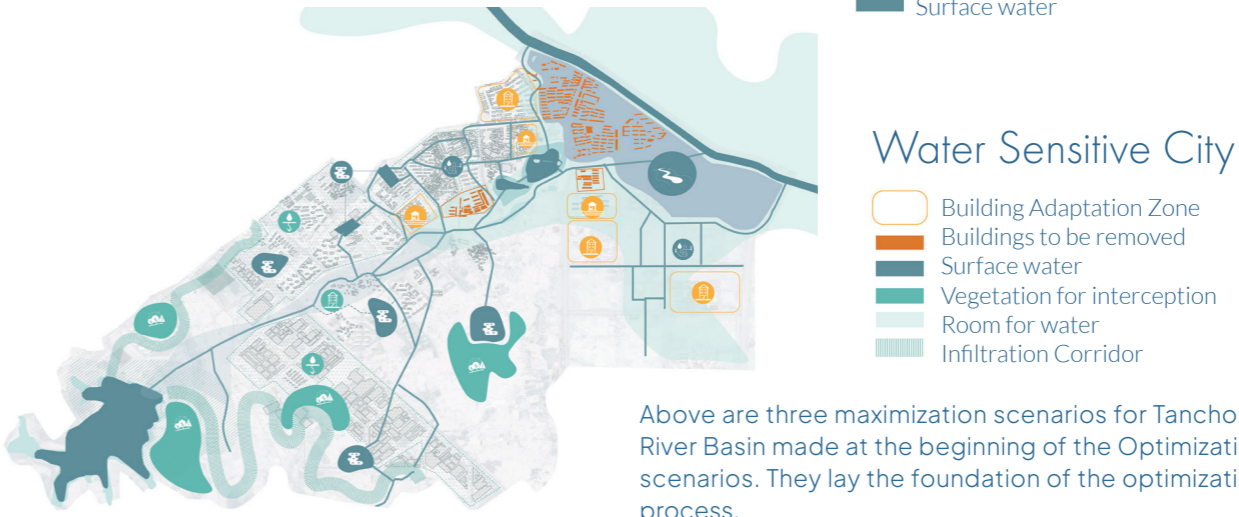 Surface water
Water Sensitive City
Building Adaptation Zone
Buildings to be removed
Surface water
Vegetation for interception
Room for water
Infiltration Corridor
Above are three maximization scenarios for Tancho
River Basin made at the beginning of the Optimizati
scenarios. They lay the foundation of the optimizati
process.